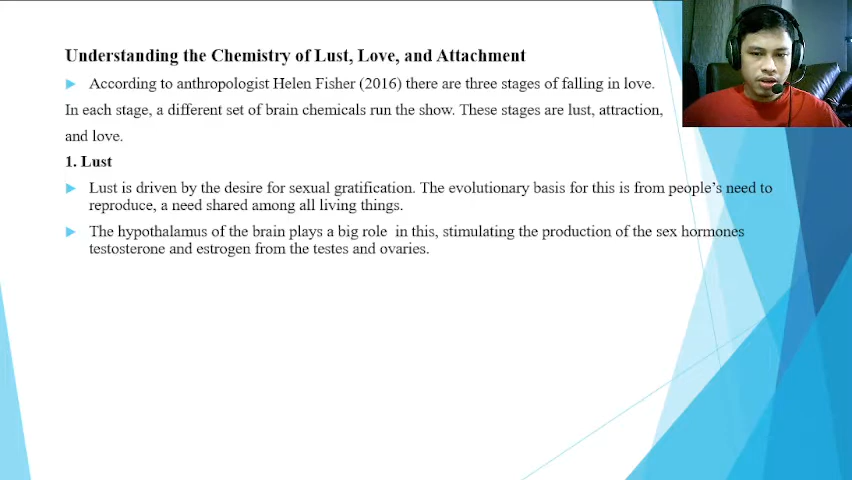 Understanding the Chemistry of Lust, Love, and Attachment
According to anthropologist Helen Fisher (2016) there are three stages of falling in love.
In each stage, a different set of brain chemicals run the show. These stages are lust, attraction,
and love.
1. Lust
Lust is driven by the desire for sexual gratification. The evolutionary basis for this is from people’s need to
reproduce, a need shared among all living things.
The hypothalamus of the brain plays a big role in this, stimulating the production of the sex hormones
testosterone and estrogen from the testes and ovaries.